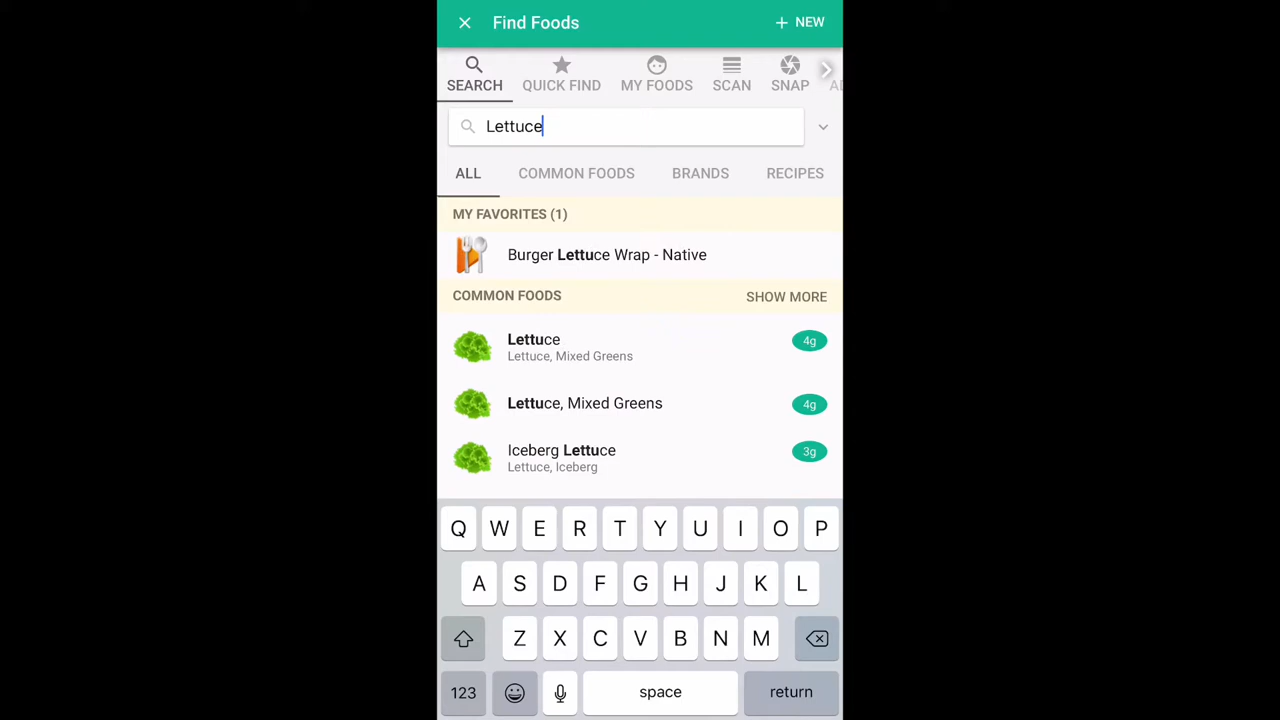 Find Foods
+ NEW
SEARCH QUICK FIND MY FOODS SCAN SNAP
Lettuce
ALL COMMON FOODS BRANDS RECIPES
MY FAVORITES (1)
Burger Lettuce Wrap - Native
COMMON FOODS SHOW MORE
Lettuce 4g
Lettuce, Mixed Greens
Lettuce, Mixed Greens 4g
Iceberg Lettuce 3g
Lettuce, Iceberg
Q W E R T Y U I O P
A S D F G H J K L
Z X C V B N M
123 space return